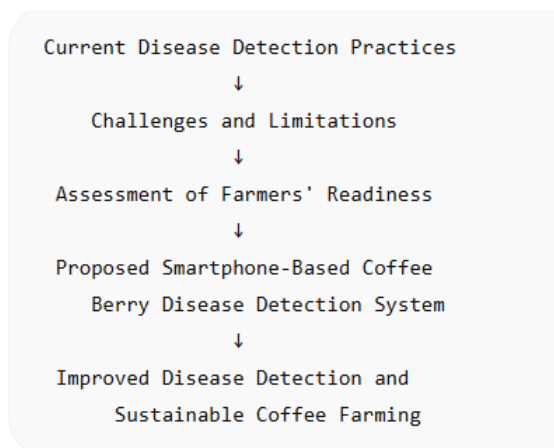 Current Disease Detection Practices
↓
Challenges and Limitations
↓
Assessment of Farmers' Readiness
↓
Proposed Smartphone-Based Coffee
Berry Disease Detection System
↓
Improved Disease Detection and
Sustainable Coffee Farming